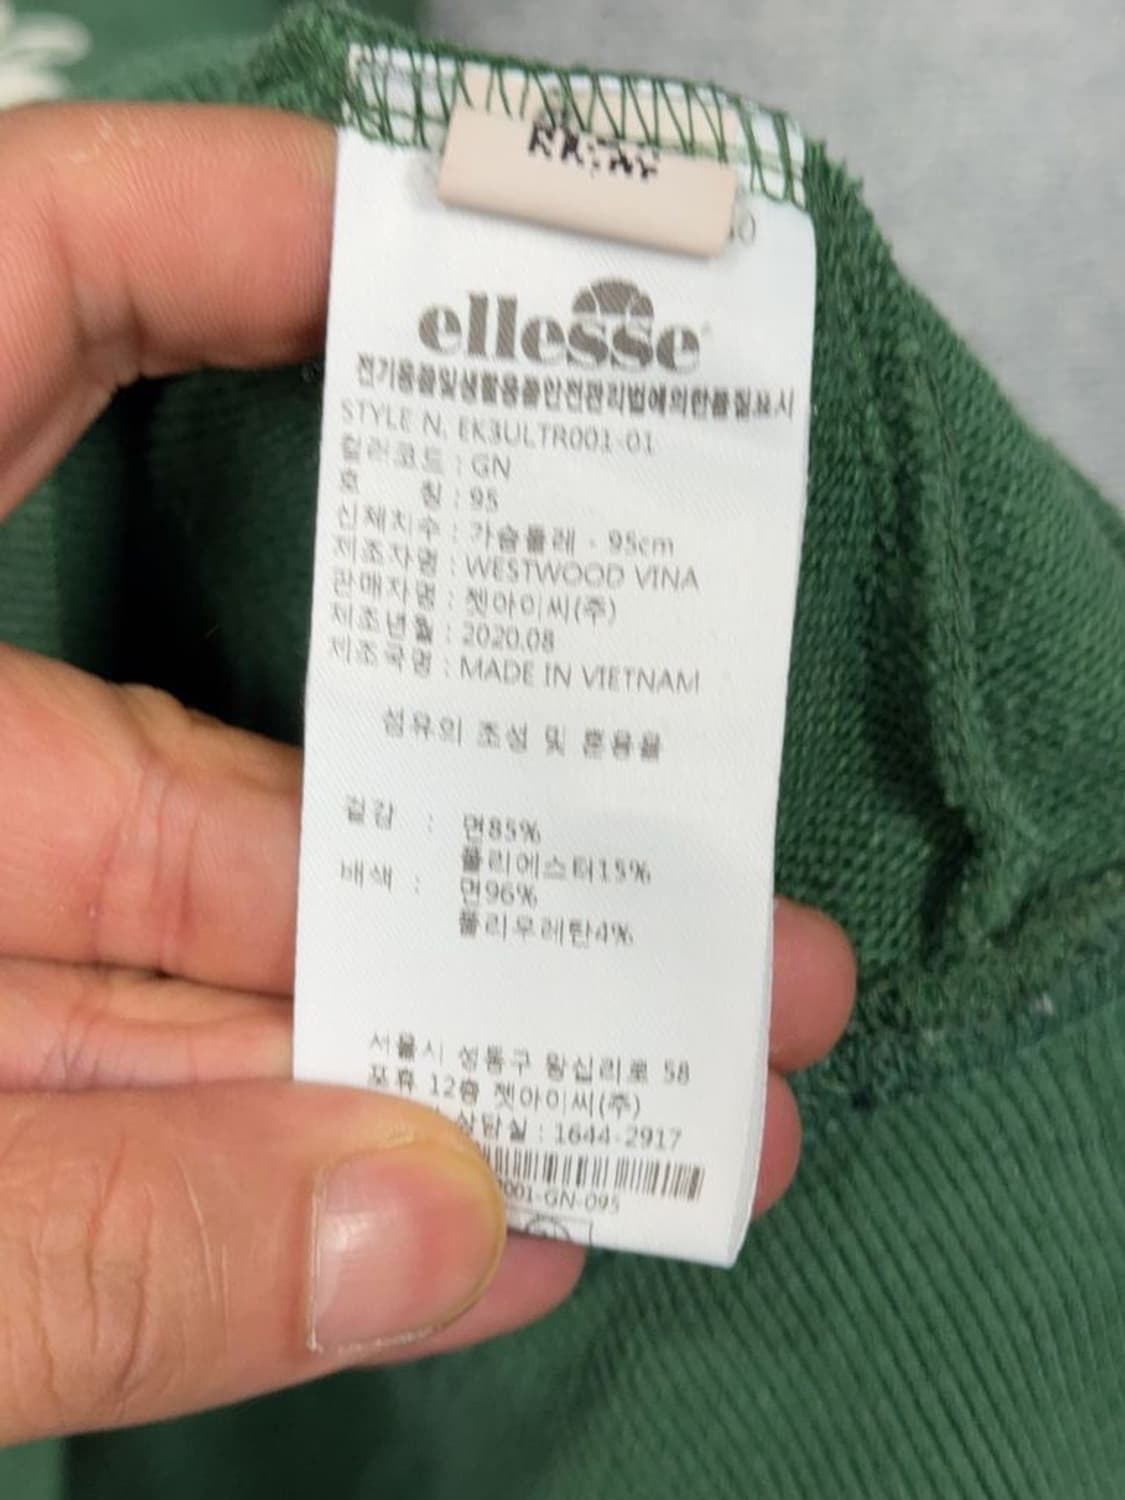 ellesse
전기용품및생활용품안전관리법에의한품질표시
STYLE N. EK3ULTR001-01
컬러코드 : GN
호 칭 : 95
신체치수 : 가슴둘레 - 95cm
제조자명 : WESTWOOD VINA
판매자명 : 젯아이씨(주)
제조년월 : 2020.08
제조국명 : MADE IN VIETNAM
섬유의 조성 및 혼용율
겉감 : 면85%
폴리에스터15%
배색 : 면96%
폴리우레탄4%
서울시 성동구 왕십리로 58
포휴 12층 젯아이씨(주)
상담실 : 1644-2917
001-GN-095